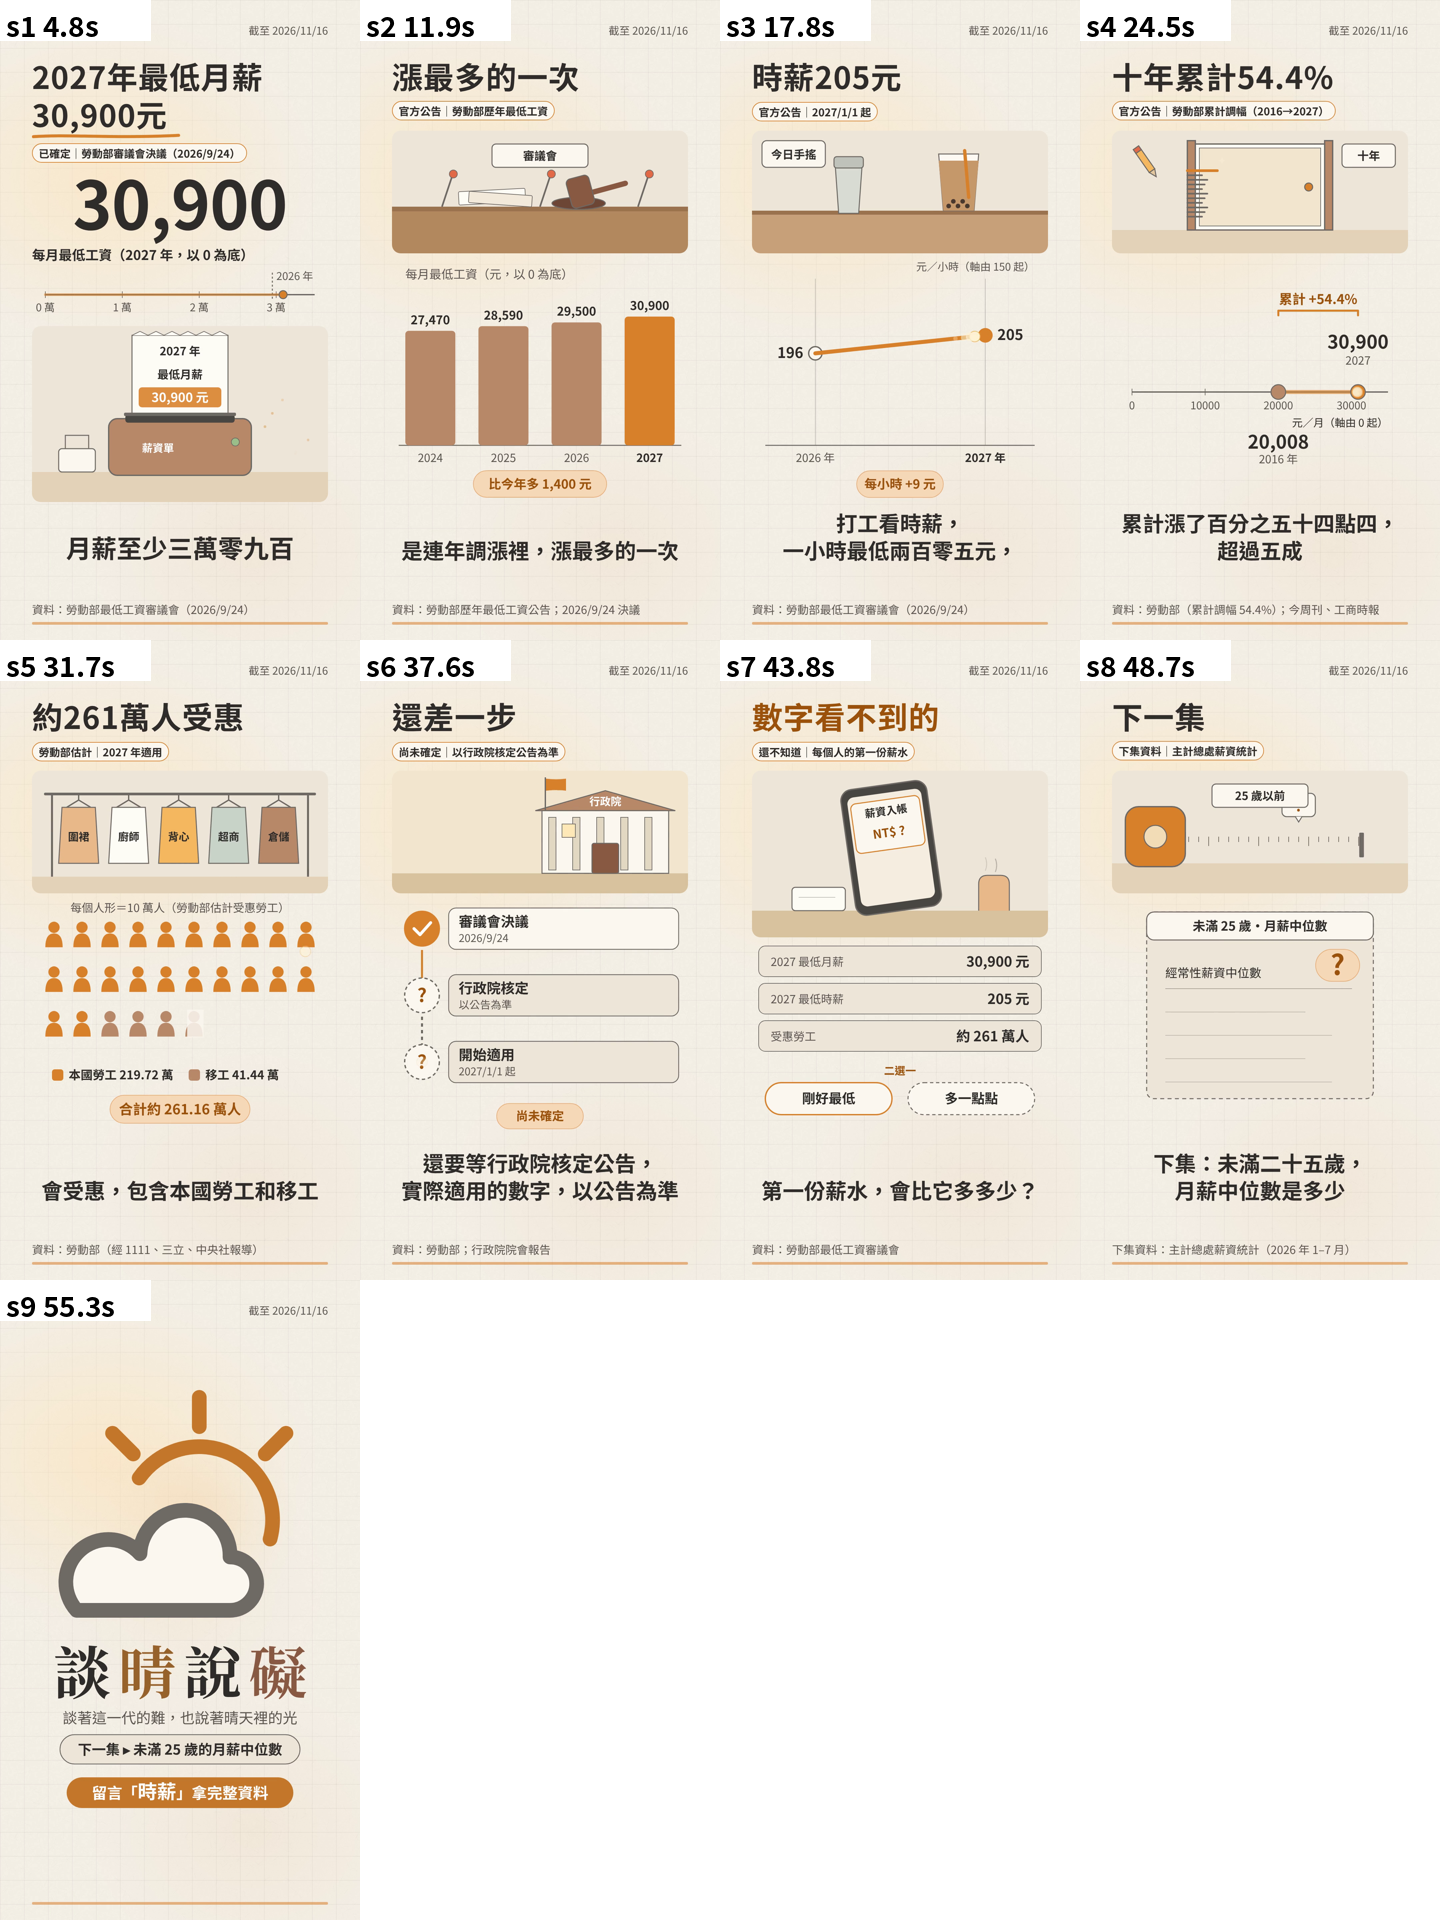 s1 4.8s
截至 2026/11/16
2027年最低月薪
30,900元
已確定｜勞動部審議會決議（2026/9/24）
30,900
每月最低工資（2027 年，以 0 為底）
2026 年
0 萬 1 萬 2 萬 3 萬
2027 年
最低月薪
30,900 元
薪資單
月薪至少三萬零九百
資料：勞動部最低工資審議會（2026/9/24）
s2 11.9s
截至 2026/11/16
漲最多的一次
官方公告｜勞動部歷年最低工資
審議會
每月最低工資（元，以 0 為底）
27,470 28,590 29,500 30,900
2024 2025 2026 2027
比今年多 1,400 元
是連年調漲裡，漲最多的一次
資料：勞動部歷年最低工資公告；2026/9/24 決議
s3 17.8s
截至 2026/11/16
時薪205元
官方公告｜2027/1/1 起
今日手搖
元／小時（軸由 150 起）
196 205
2026 年 2027 年
每小時 +9 元
打工看時薪，
一小時最低兩百零五元，
資料：勞動部最低工資審議會（2026/9/24）
s4 24.5s
截至 2026/11/16
十年累計54.4%
官方公告｜勞動部累計調幅（2016→2027）
十年
累計 +54.4%
30,900
2027
0 10000 20000 30000
元／月（軸由 0 起）
20,008
2016 年
累計漲了百分之五十四點四，
超過五成
資料：勞動部（累計調幅 54.4%）；今周刊、工商時報
s5 31.7s
截至 2026/11/16
約261萬人受惠
勞動部估計｜2027 年適用
圍裙 廚師 背心 超商 倉儲
每個人形＝10 萬人（勞動部估計受惠勞工）
本國勞工 219.72 萬 移工 41.44 萬
合計約 261.16 萬人
會受惠，包含本國勞工和移工
資料：勞動部（經 1111、三立、中央社報導）
s6 37.6s
截至 2026/11/16
還差一步
尚未確定｜以行政院核定公告為準
行政院
審議會決議
2026/9/24
?
行政院核定
以公告為準
?
開始適用
2027/1/1 起
尚未確定
還要等行政院核定公告，
實際適用的數字，以公告為準
資料：勞動部；行政院院會報告
s7 43.8s
截至 2026/11/16
數字看不到的
還不知道｜每個人的第一份薪水
薪資入帳
NT$ ?
2027 最低月薪 30,900 元
2027 最低時薪 205 元
受惠勞工 約 261 萬人
二選一
剛好最低 多一點點
第一份薪水，會比它多多少？
資料：勞動部最低工資審議會
s8 48.7s
截至 2026/11/16
下一集
下集資料｜主計總處薪資統計
25 歲以前
未滿 25 歲・月薪中位數
經常性薪資中位數 ?
下集：未滿二十五歲，
月薪中位數是多少
下集資料：主計總處薪資統計（2026 年 1–7 月）
s9 55.3s
截至 2026/11/16
談晴說礙
談著這一代的難，也說著晴天裡的光
下一集 ▸ 未滿 25 歲的月薪中位數
留言「時薪」拿完整資料